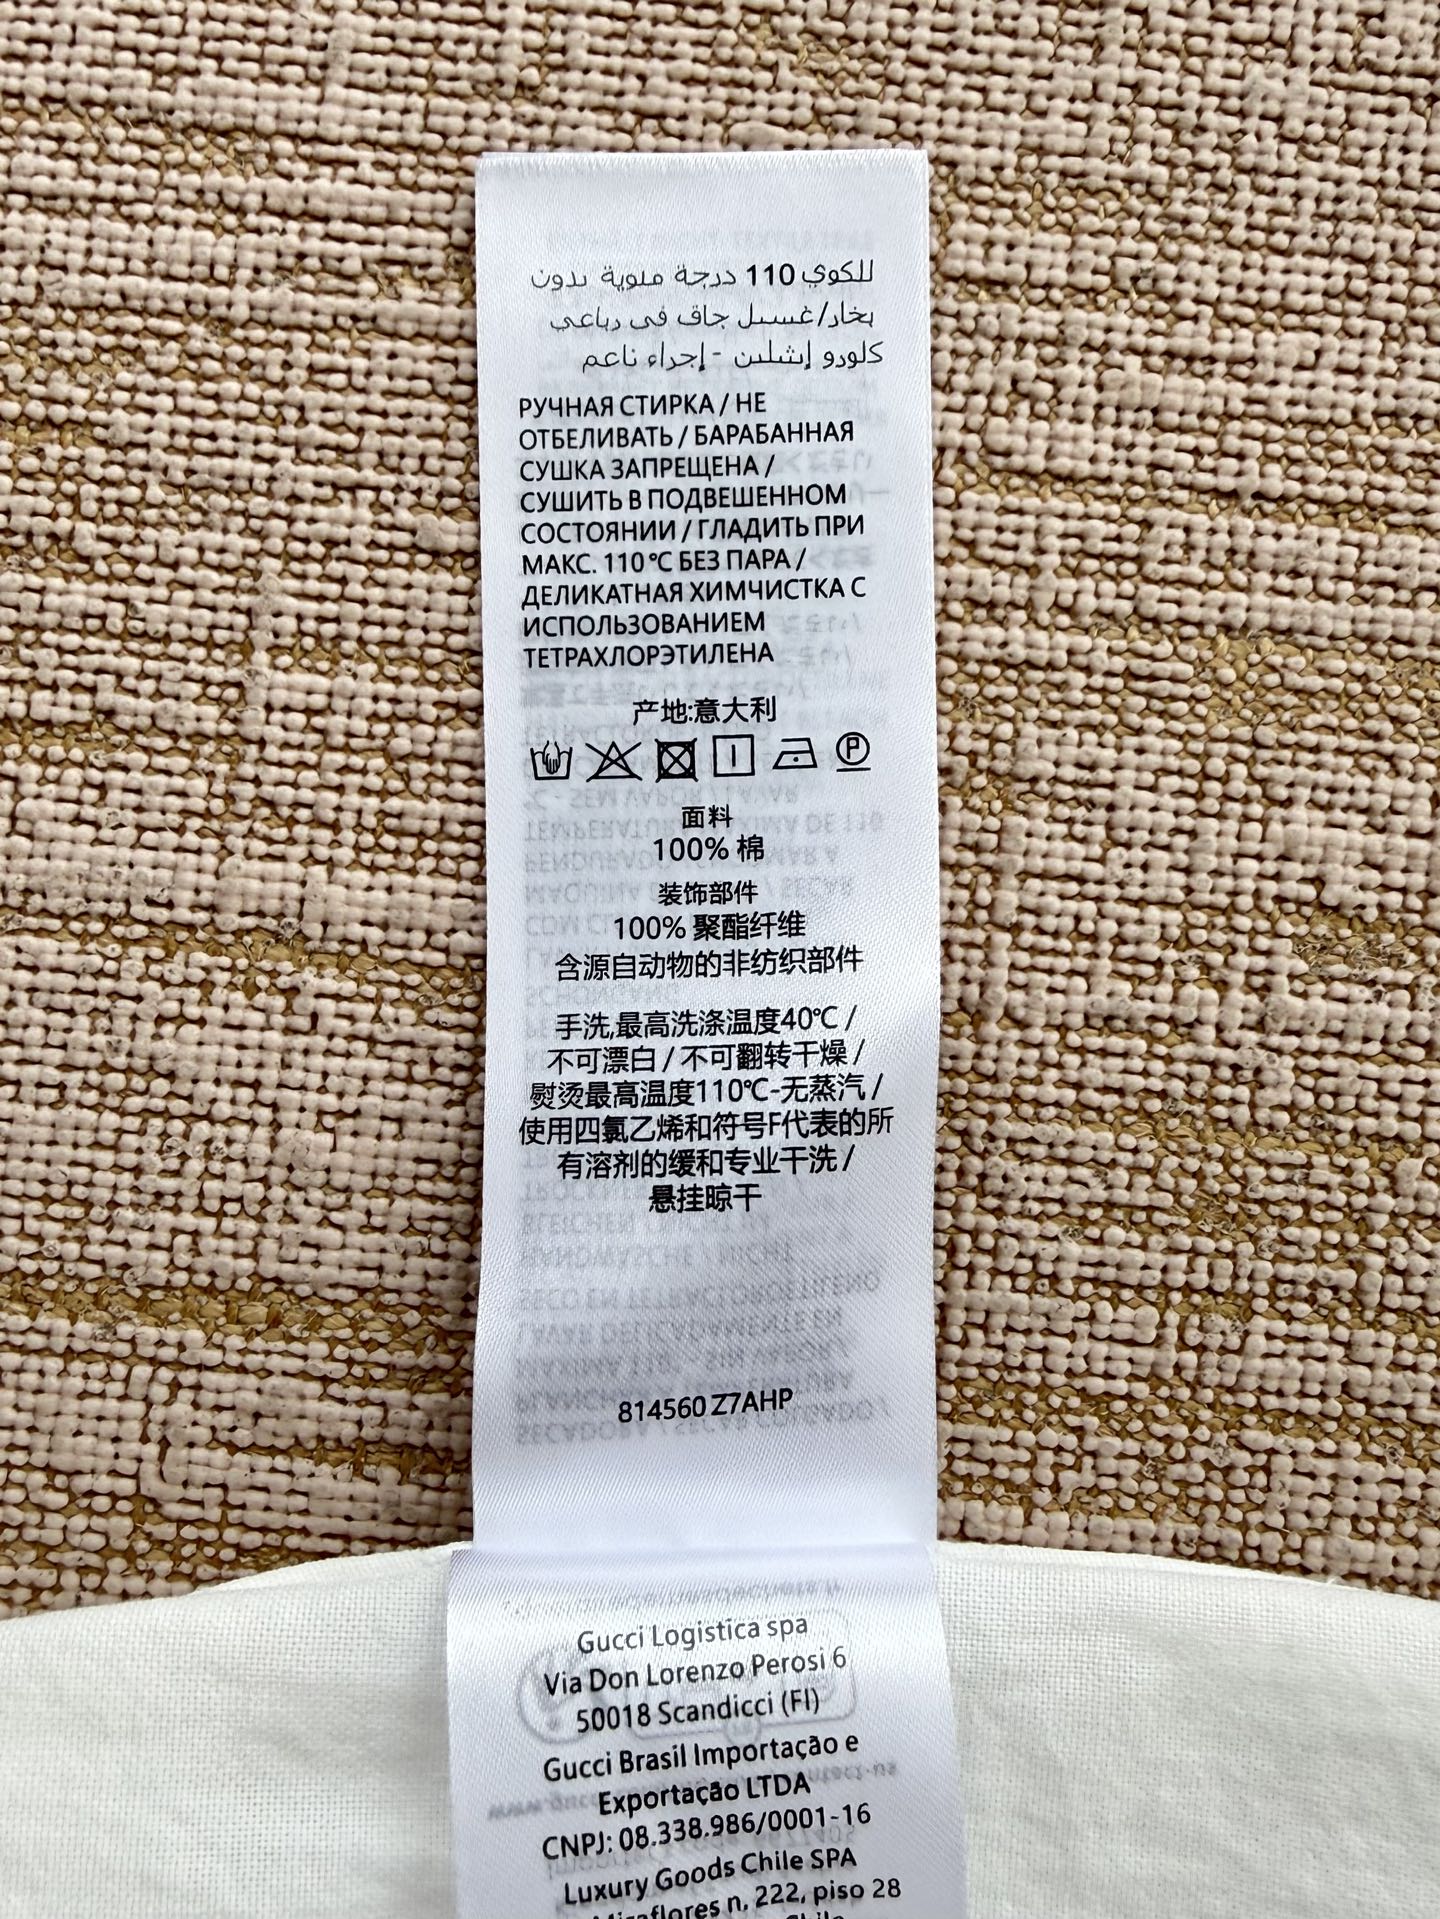 للكوي 110 درجة مئوية بدون
بخار/غسيل جاف في رباعي
كلورو إيثيلين - إجراء ناعم
РУЧНАЯ СТИРКА / НЕ
ОТБЕЛИВАТЬ / БАРАБАННАЯ
СУШКА ЗАПРЕЩЕНА /
СУШИТЬ В ПОДВЕШЕННОМ
СОСТОЯНИИ / ГЛАДИТЬ ПРИ
МАКС. 110 °C БЕЗ ПАРА /
ДЕЛИКАТНАЯ ХИМЧИСТКА С
ИСПОЛЬЗОВАНИЕМ
ТЕТРАХЛОРЭТИЛЕНА
产地:意大利
P
面料
100% 棉
装饰部件
100% 聚酯纤维
含源自动物的非纺织部件
手洗,最高洗涤温度40℃ /
不可漂白 / 不可翻转干燥 /
熨烫最高温度110℃-无蒸汽 /
使用四氯乙烯和符号F代表的所
有溶剂的缓和专业干洗 /
悬挂晾干
814560 Z7AHP
Gucci Logistica spa
Via Don Lorenzo Perosi 6
50018 Scandicci (FI)
Gucci Brasil Importação e
Exportação LTDA
CNPJ: 08.338.986/0001-16
Luxury Goods Chile SPA
Miraflores n. 222, piso 28
Chile